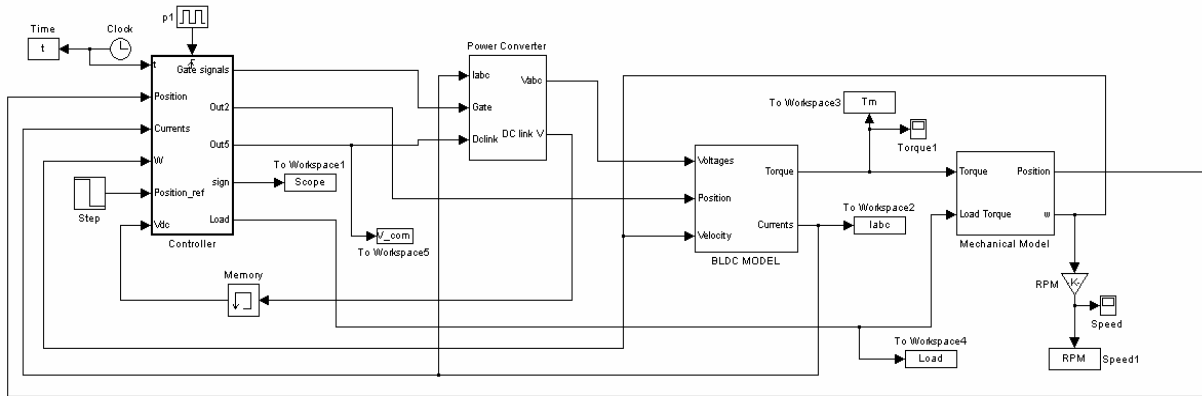 p1
Time
Clock
t
t
Gate signals
Position
Out2
Currents
Out5
W
sign
Position_ref
Load
Vdc
Controller
Step
To Workspace1
Scope
V_com
To Workspace5
Memory
Power Converter
Iabc
Vabc
Gate
DC link V
Dclink
Voltages
Torque
Position
Currents
Velocity
BLDC MODEL
To Workspace3
Tm
Torque1
To Workspace2
Iabc
Torque
Position
Load Torque
w
Mechanical Model
RPM
-K-
Speed
RPM
Speed1
To Workspace4
Load